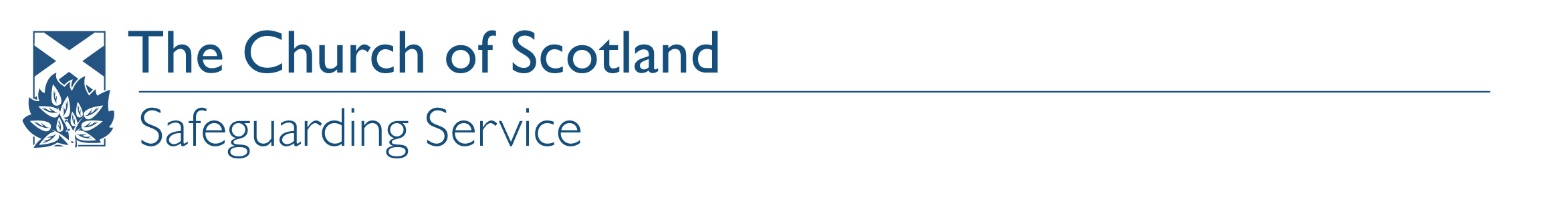 The Church of Scotland
Safeguarding Service